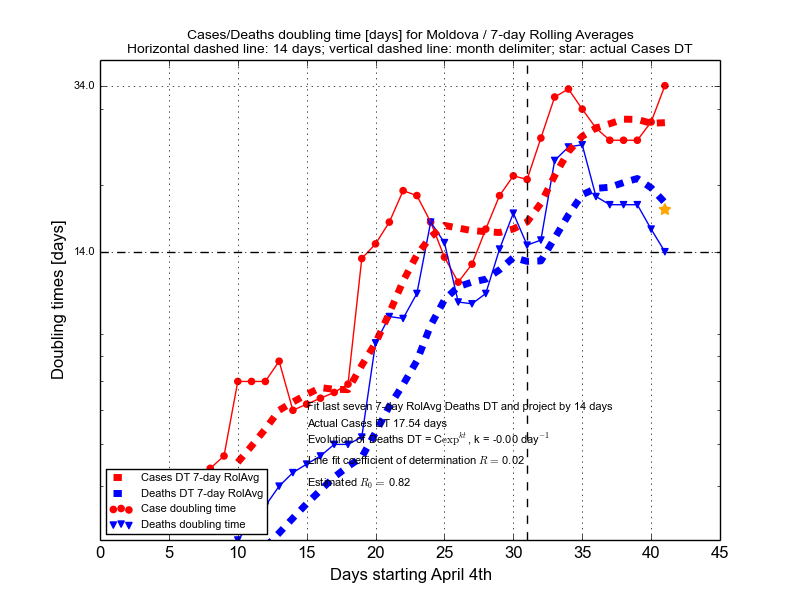 Cases/Deaths doubling time [days] for Moldova / 7-day Rolling Averages
Horizontal dashed line: 14 days; vertical dashed line: month delimiter; star: actual Cases DT
34.0
14.0
Doubling times [days]
Fit last seven 7-day RolAvg Deaths DT and project by 14 days
Actual Cases DT 17.54 days
Evolution of Deaths DT = Cexp^{kt}, k = -0.00 day^{-1}
Line fit coefficient of determination R = 0.02
Estimated R_0 = 0.82
Cases DT 7-day RolAvg
Deaths DT 7-day RolAvg
Case doubling time
Deaths doubling time
0 5 10 15 20 25 30 35 40 45
Days starting April 4th